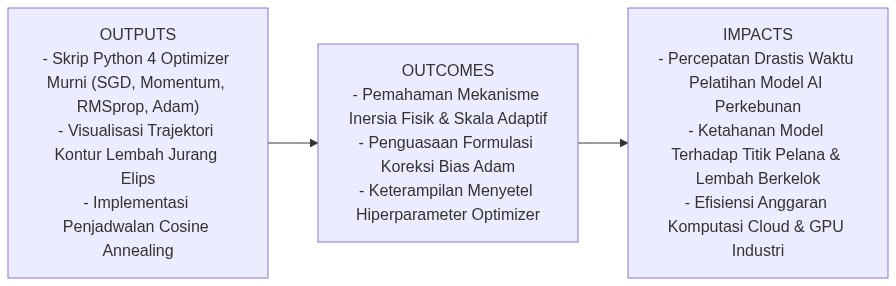 OUTPUTS
- Skrip Python 4 Optimizer
Murni (SGD, Momentum,
RMSprop, Adam)
- Visualisasi Trajektori
Kontur Lembah Jurang
Elips
- Implementasi
Penjadwalan Cosine
Annealing
OUTCOMES
- Pemahaman Mekanisme
Inersia Fisik & Skala Adaptif
- Penguasaan Formulasi
Koreksi Bias Adam
- Keterampilan Menyetel
Hiperparameter Optimizer
IMPACTS
- Percepatan Drastis Waktu
Pelatihan Model AI
Perkebunan
- Ketahanan Model
Terhadap Titik Pelana &
Lembah Berkelok
- Efisiensi Anggaran
Komputasi Cloud & GPU
Industri